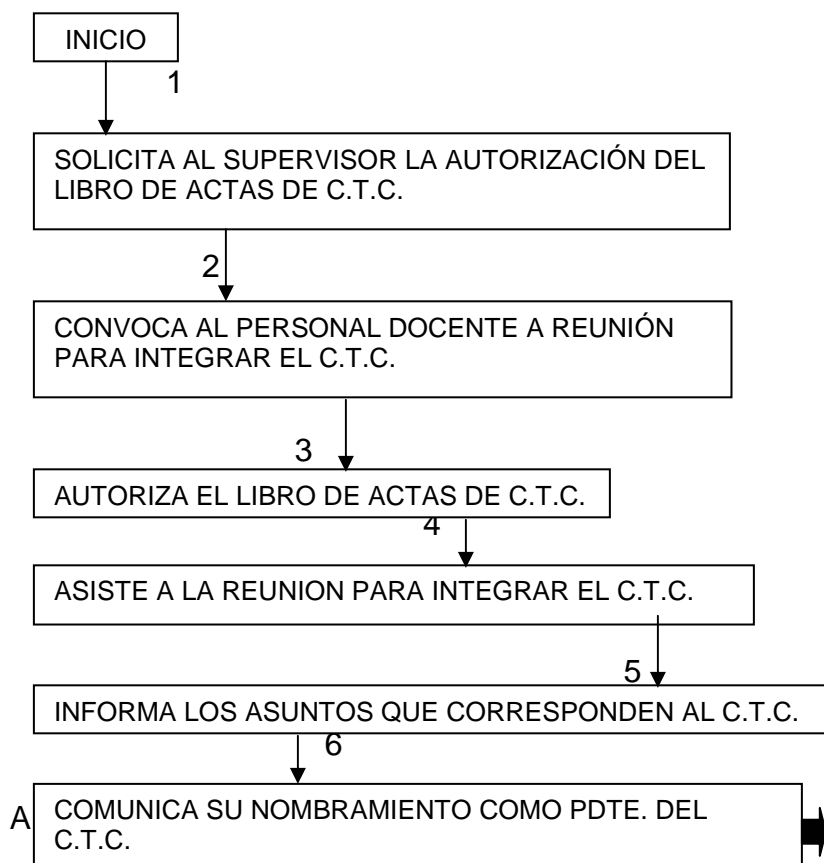 INICIO
1
SOLICITA AL SUPERVISOR LA AUTORIZACIÓN DEL
LIBRO DE ACTAS DE C.T.C.
2
CONVOCA AL PERSONAL DOCENTE A REUNIÓN
PARA INTEGRAR EL C.T.C.
3
AUTORIZA EL LIBRO DE ACTAS DE C.T.C.
4
ASISTE A LA REUNION PARA INTEGRAR EL C.T.C.
5
INFORMA LOS ASUNTOS QUE CORRESPONDEN AL C.T.C.
6
A
COMUNICA SU NOMBRAMIENTO COMO PDTE. DEL
C.T.C.